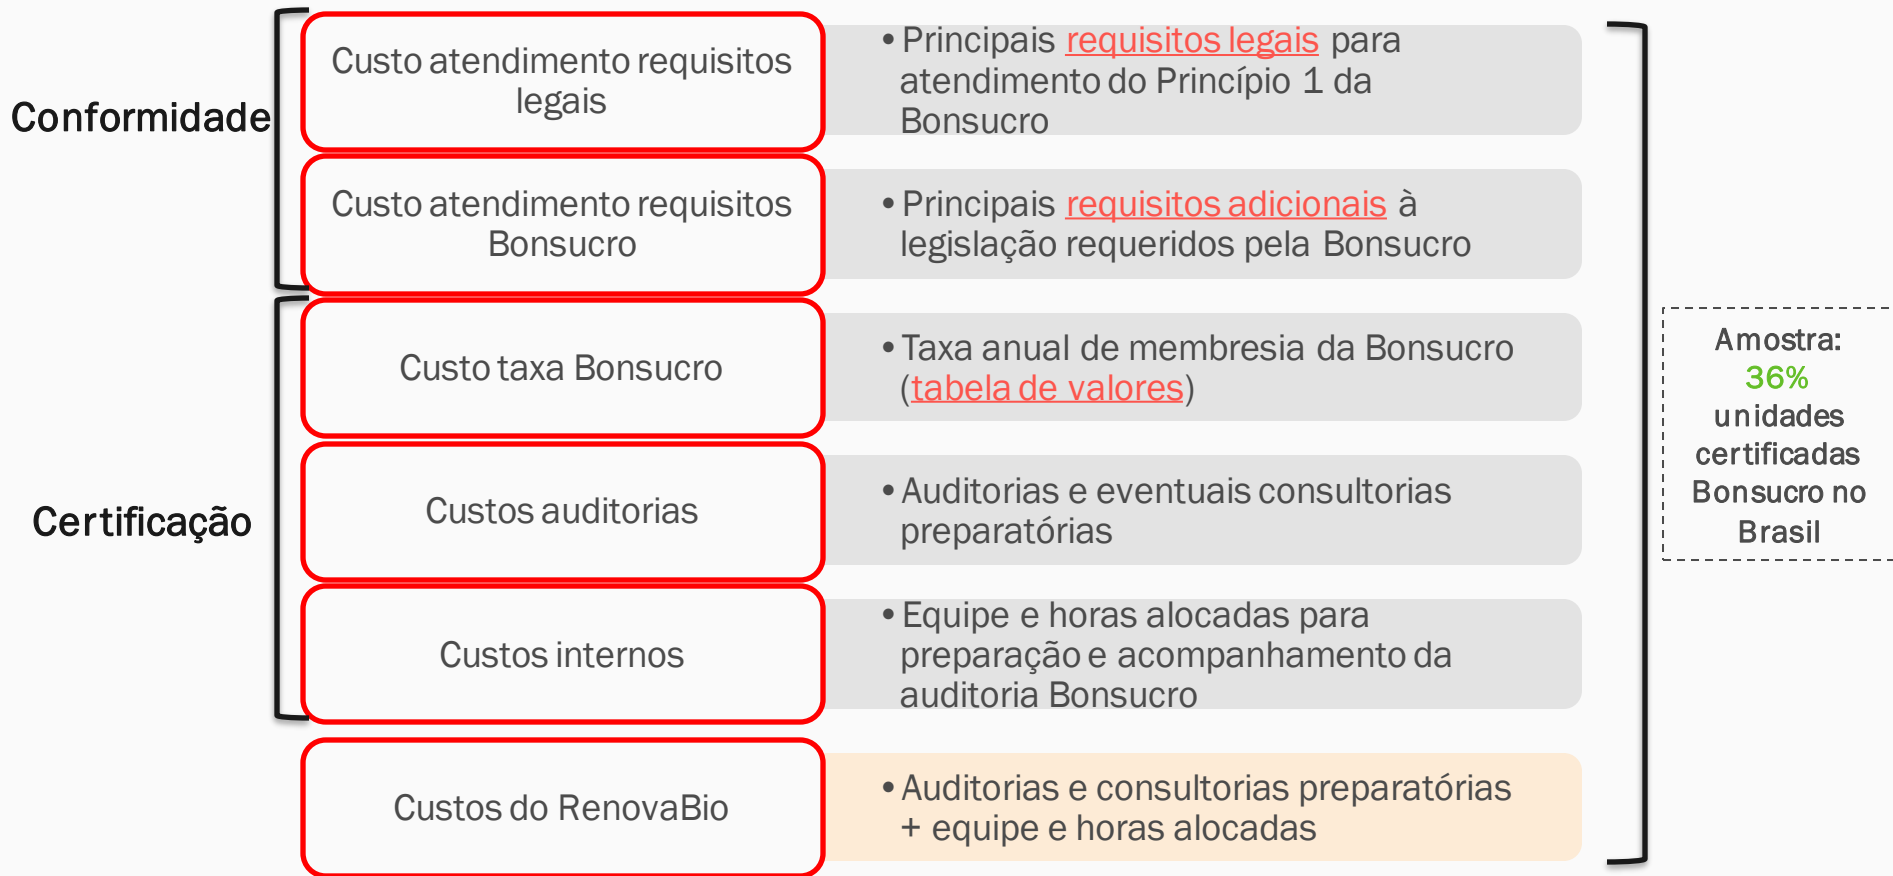 Conformidade
Custo atendimento requisitos
legais
• Principais requisitos legais para
atendimento do Princípio 1 da
Bonsucro
Custo atendimento requisitos
Bonsucro
• Principais requisitos adicionais à
legislação requeridos pela Bonsucro
Certificação
Custo taxa Bonsucro
• Taxa anual de membresia da Bonsucro
(tabela de valores)
Custos auditorias
• Auditorias e eventuais consultorias
preparatórias
Custos internos
• Equipe e horas alocadas para
preparação e acompanhamento da
auditoria Bonsucro
Custos do RenovaBio
• Auditorias e consultorias preparatórias
+ equipe e horas alocadas
Amostra:
36%
unidades
certificadas
Bonsucro no
Brasil